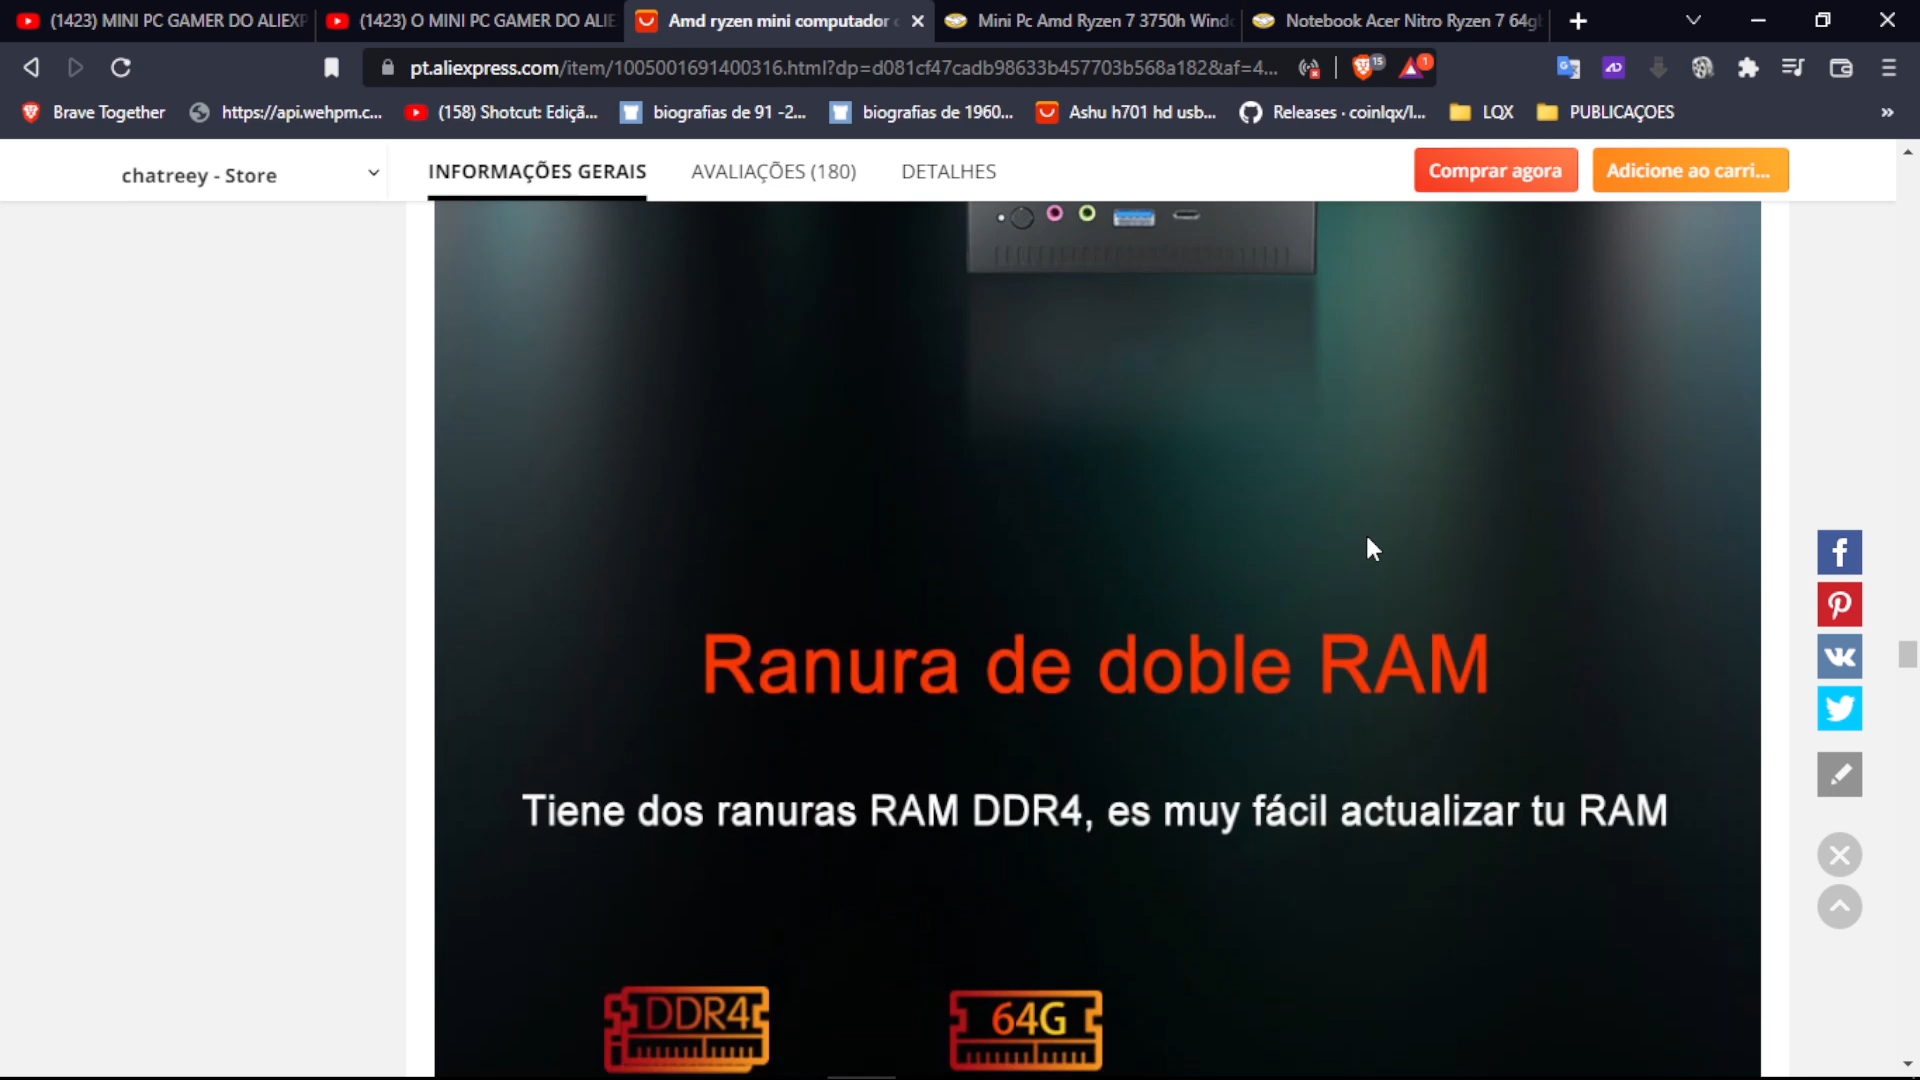 (1423) MINI PC GAMER DO ALIEXP
(1423) O MINI PC GAMER DO ALIE
Amd ryzen mini computador
Mini Pc Amd Ryzen 7 3750h Wind
Notebook Acer Nitro Ryzen 7 64g
pt.aliexpress.com/item/1005001691400316.html?dp=d081cf47cadb98633b457703b568a182&af=4...
15
1
Brave Together
https://api.wehpm.c...
(158) Shotcut: Ediçã...
biografias de 91 -2...
biografias de 1960...
Ashu h701 hd usb...
Releases · coinlqx/l...
LQX
PUBLICAÇOES
»
chatreey - Store
INFORMAÇÕES GERAIS
AVALIAÇÕES (180)
DETALHES
Comprar agora
Adicione ao carri...
Ranura de doble RAM
Tiene dos ranuras RAM DDR4, es muy fácil actualizar tu RAM
DDR4
64G